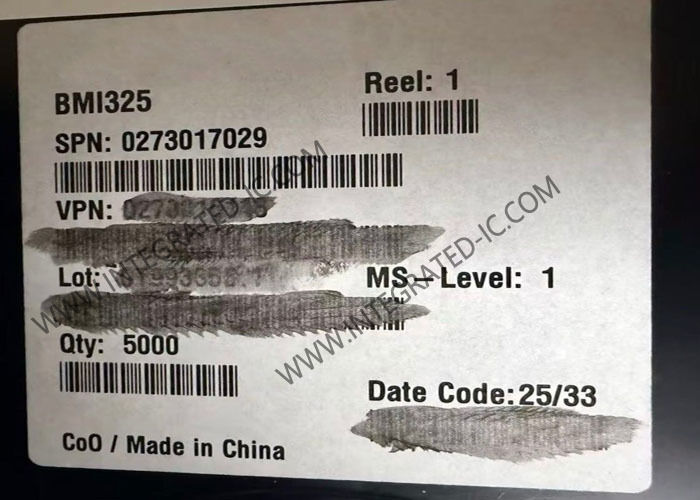 BMI325
Reel: 1
SPN: 0273017029
VPN:
Lot:
MS-Level: 1
Qty: 5000
Date Code:25/33
CoO / Made in China
WWW.INTEGRATED-IC.COM
WWW.INTEGRATED-IC.COM